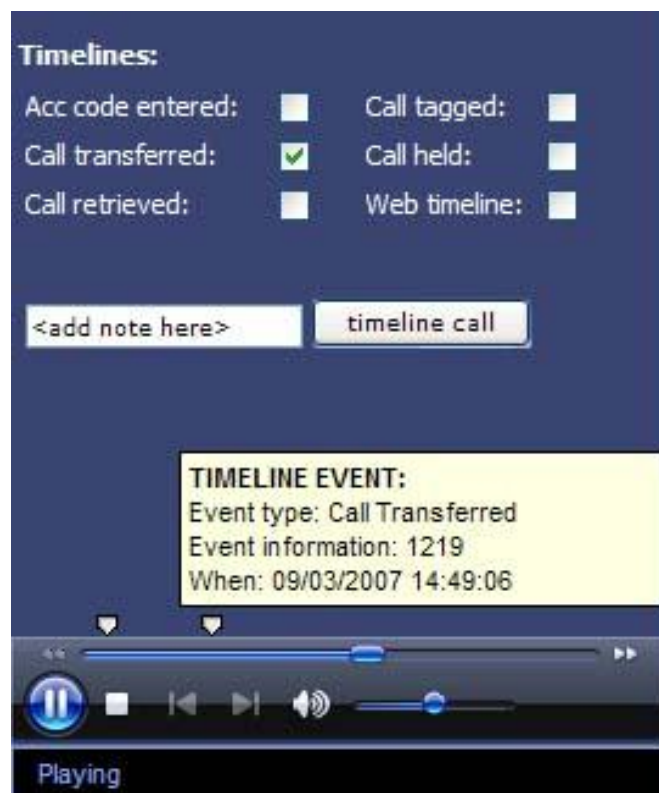 Timelines:
Acc code entered: Call tagged:
Call transferred: Call held:
Call retrieved: Web timeline:
<add note here> timeline call
TIMELINE EVENT:
Event type: Call Transferred
Event information: 1219
When: 09/03/2007 14:49:06
Playing